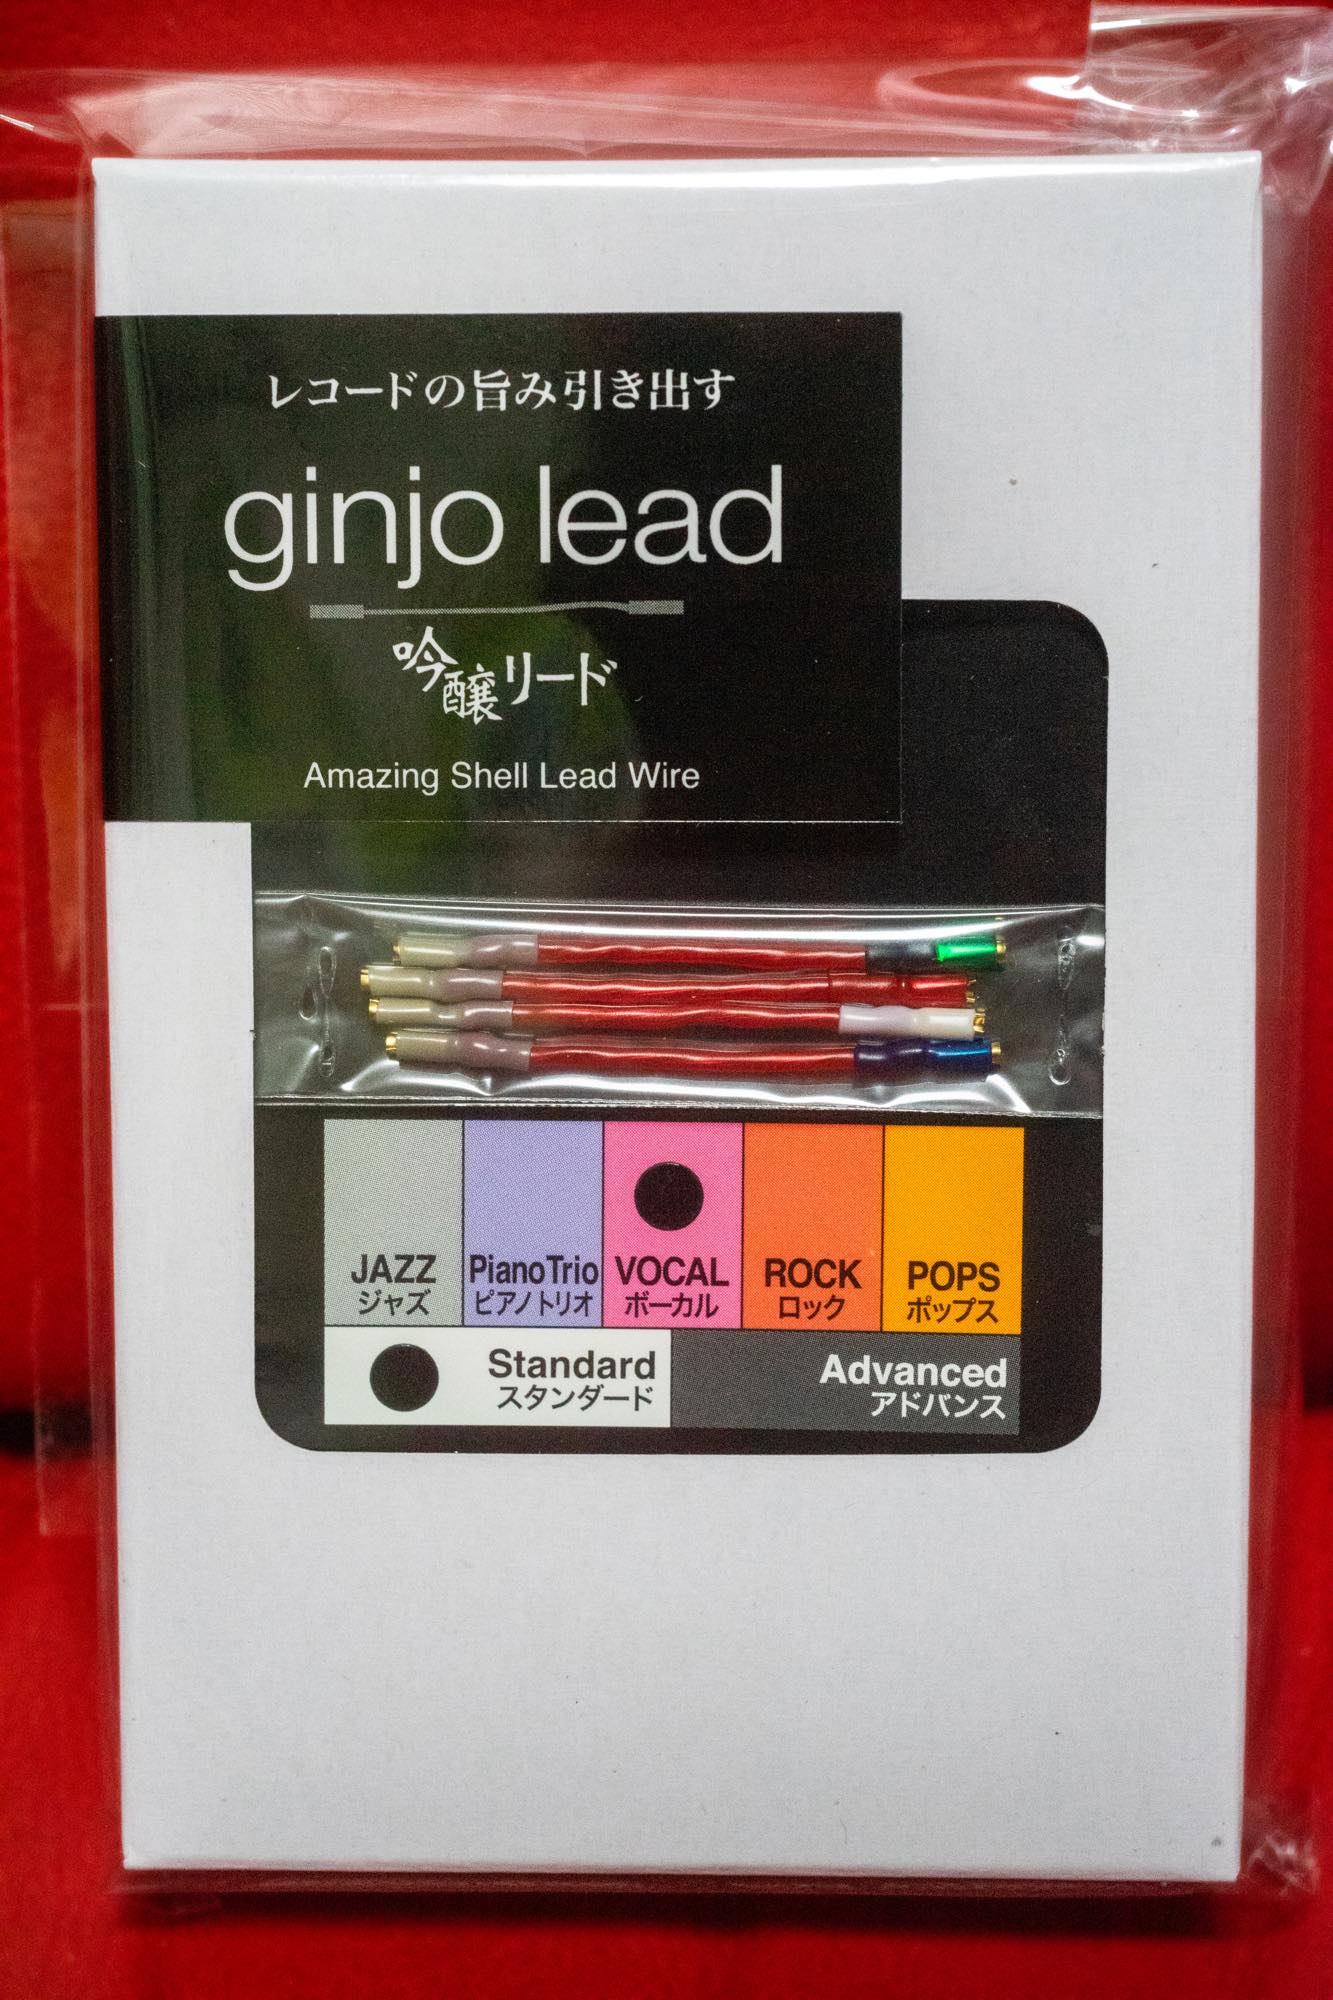 レコードの旨み引き出す
ginjo lead
吟醸リード
Amazing Shell Lead Wire
JAZZ
ジャズ
PianoTrio
ピアノトリオ
VOCAL
ボーカル
ROCK
ロック
POPS
ポップス
Standard
スタンダード
Advanced
アドバンス